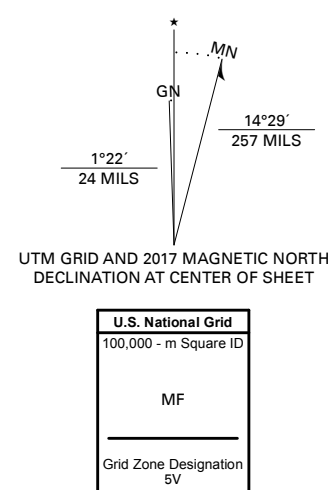 ★
MN
GN
14°29´
257 MILS
1°22´
24 MILS
UTM GRID AND 2017 MAGNETIC NORTH
DECLINATION AT CENTER OF SHEET
U.S. National Grid
100,000 - m Square ID
MF
Grid Zone Designation
5V